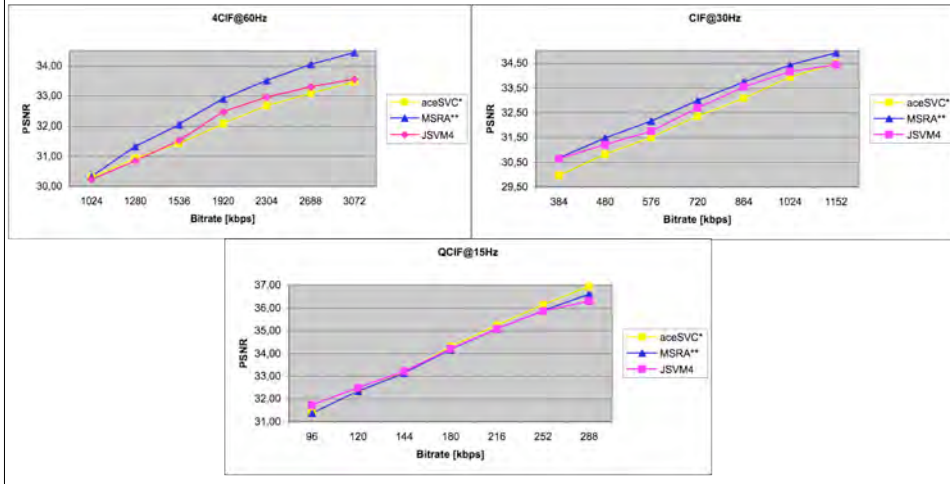 4CIF@60Hz
PSNR
34,00
33,00
32,00
31,00
30,00
1024 1280 1536 1920 2304 2688 3072
Bitrate [kbps]
aceSVC*
MSRA**
JSVM4
CIF@30Hz
PSNR
34,50
33,50
32,50
31,50
30,50
29,50
384 480 576 720 864 1024 1152
Bitrate [kbps]
aceSVC*
MSRA**
JSVM4
QCIF@15Hz
PSNR
37,00
36,00
35,00
34,00
33,00
32,00
31,00
96 120 144 180 216 252 288
Bitrate [kbps]
aceSVC*
MSRA**
JSVM4